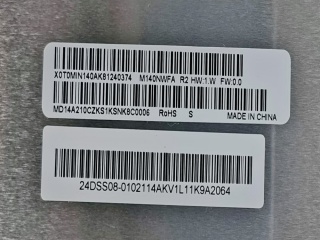 X0T0MIN140AK81240374 M140NWFA R2 HW:1.W FW:0.0
MD14A210CZKS1KSNK8C0006 RoHS S MADE IN CHINA
24DSS08-0102114AKV1L11K9A2064